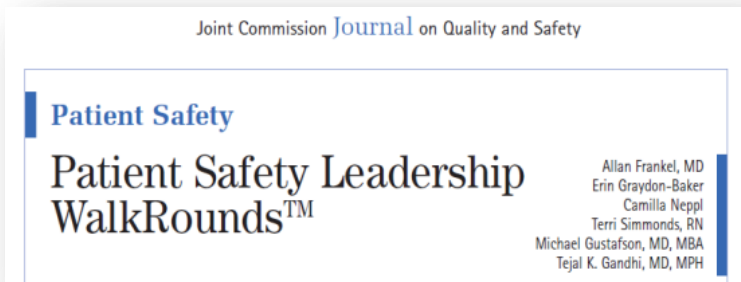 Joint Commission Journal on Quality and Safety
Patient Safety
Patient Safety Leadership
WalkRounds™
Allan Frankel, MD
Erin Graydon-Baker
Camilla Neppl
Terri Simmonds, RN
Michael Gustafson, MD, MBA
Tejal K. Gandhi, MD, MPH